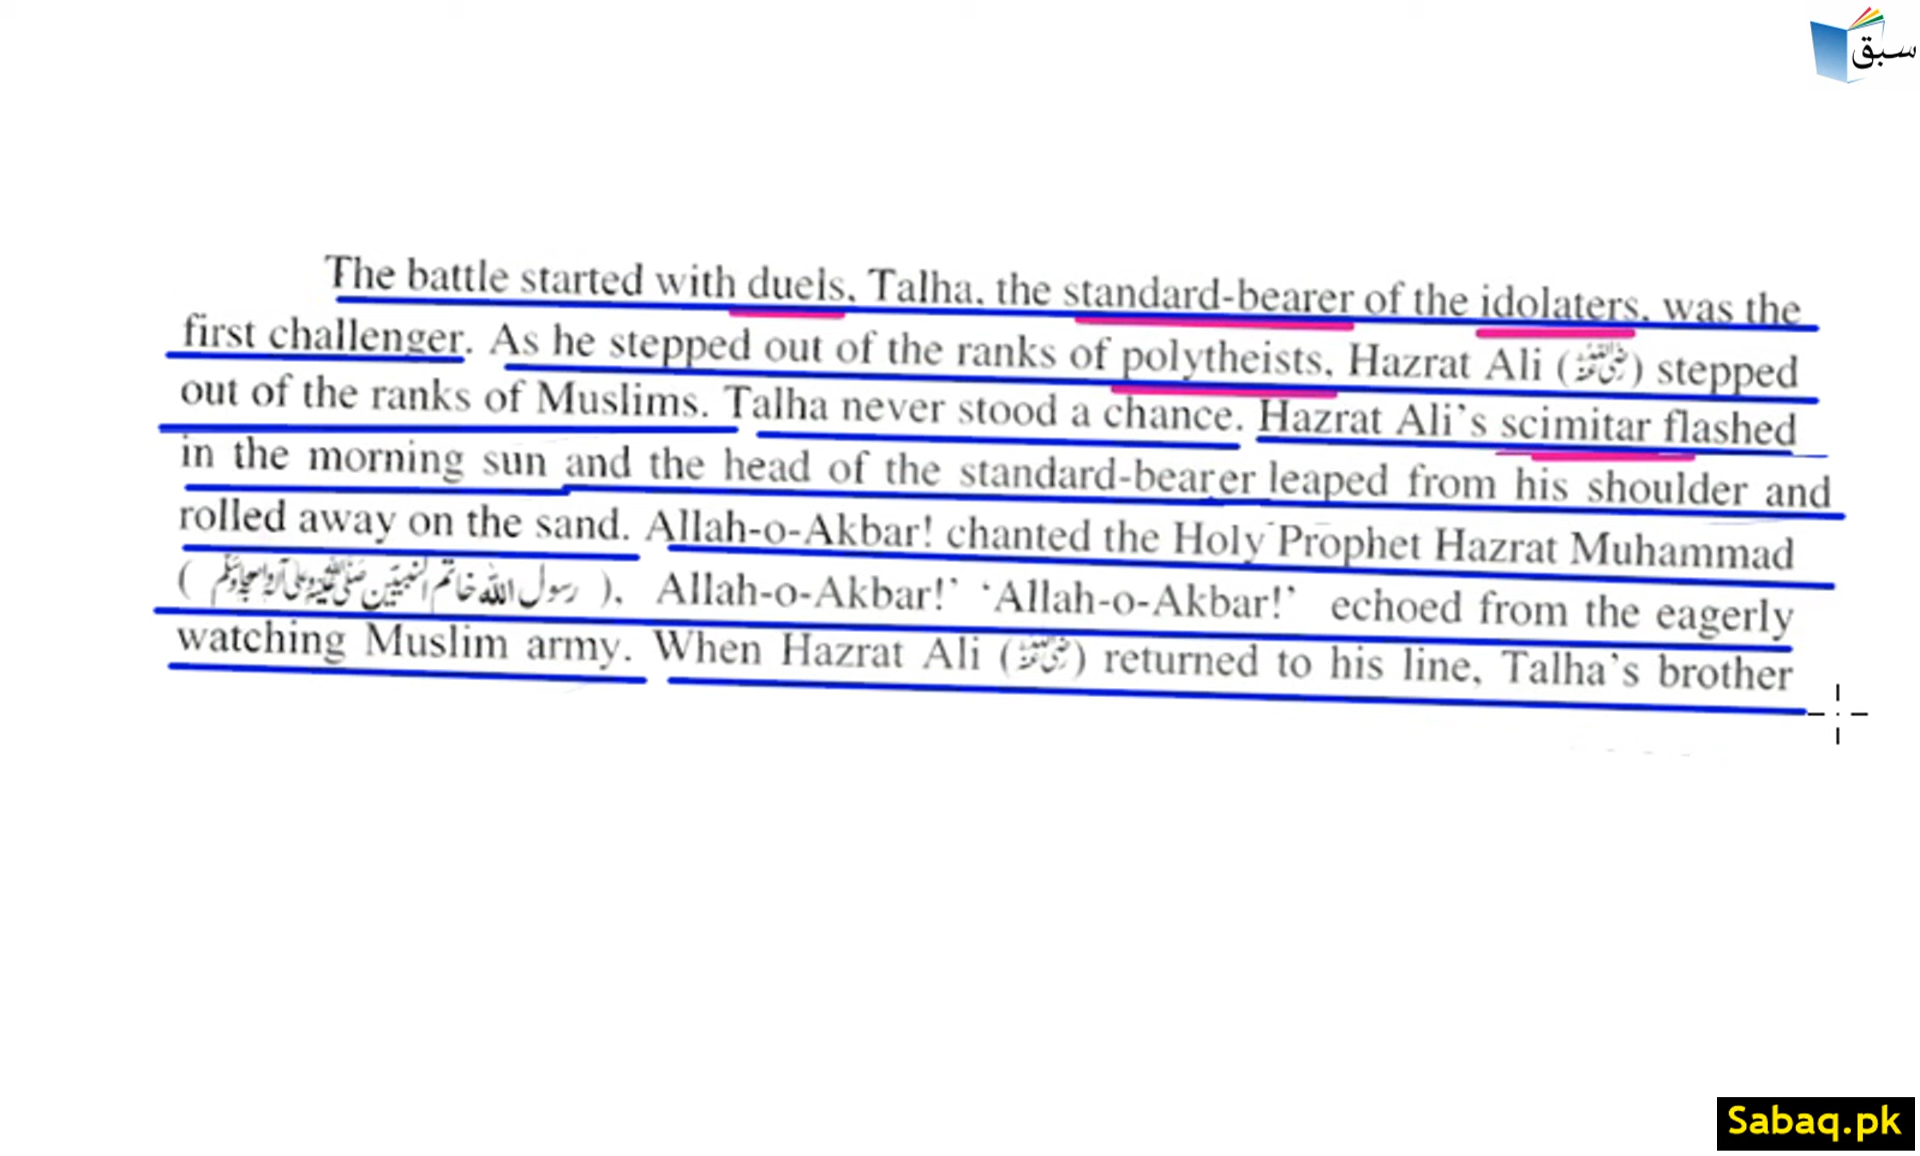 سبق
The battle started with duels. Talha, the standard-bearer of the idolaters, was the
first challenger. As he stepped out of the ranks of polytheists, Hazrat Ali (رضی اللہ عنہ) stepped
out of the ranks of Muslims. Talha never stood a chance. Hazrat Ali's scimitar flashed
in the morning sun and the head of the standard-bearer leaped from his shoulder and
rolled away on the sand. Allah-o-Akbar! chanted the Holy Prophet Hazrat Muhammad
( رسول اللہ خاتم النبیین صلی اللہ علیہ وعلی آلہ واصحابہ وسلم ), Allah-o-Akbar!' 'Allah-o-Akbar!' echoed from the eagerly
watching Muslim army. When Hazrat Ali (رضی اللہ عنہ) returned to his line, Talha's brother
Sabaq.pk